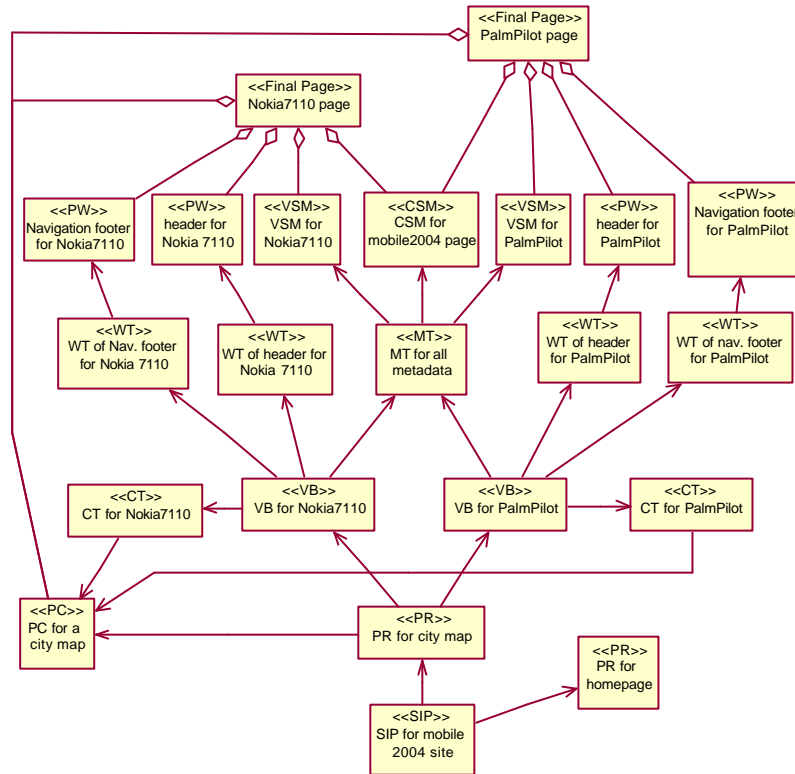 <<Final Page>>
PalmPilot page
<<Final Page>>
Nokia7110 page
<<PW>>
Navigation footer
for Nokia7110
<<PW>>
header for
Nokia 7110
<<VSM>>
VSM for
Nokia7110
<<CSM>>
CSM for
mobile2004 page
<<VSM>>
VSM for
PalmPilot
<<PW>>
header for
PalmPilot
<<PW>>
Navigation footer
for PalmPilot
<<WT>>
WT of Nav. footer
for Nokia 7110
<<WT>>
WT of header for
Nokia 7110
<<MT>>
MT for all
metadata
<<WT>>
WT of header
for PalmPilot
<<WT>>
WT of nav. footer
for PalmPilot
<<CT>>
CT for Nokia7110
<<VB>>
VB for Nokia7110
<<VB>>
VB for PalmPilot
<<CT>>
CT for PalmPilot
<<PC>>
PC for a
city map
<<PR>>
PR for city map
<<PR>>
PR for
homepage
<<SIP>>
SIP for mobile
2004 site